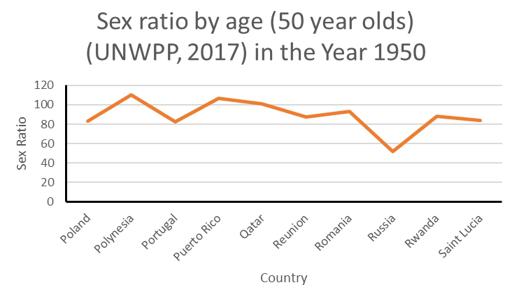 Sex ratio by age (50 year olds)
(UNWPP, 2017) in the Year 1950
120
100
80
60
40
20
0
Sex Ratio
Poland
Polynesia
Portugal
Puerto Rico
Qatar
Reunion
Romania
Russia
Rwanda
Saint Lucia
Country